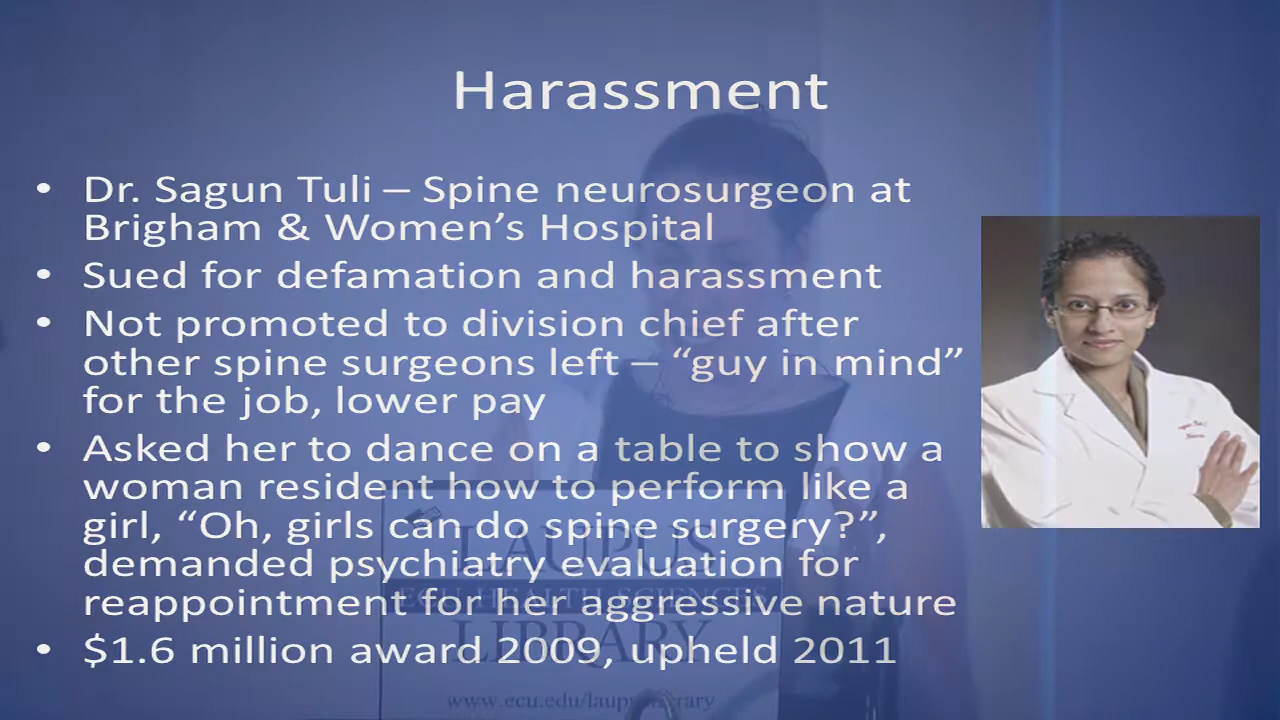 Harassment
• Dr. Sagun Tuli – Spine neurosurgeon at
Brigham & Women’s Hospital
• Sued for defamation and harassment
• Not promoted to division chief after
other spine surgeons left – “guy in mind”
for the job, lower pay
• Asked her to dance on a table to show a
woman resident how to perform like a
girl, “Oh, girls can do spine surgery?”,
demanded psychiatry evaluation for
reappointment for her aggressive nature
• $1.6 million award 2009, upheld 2011
LAUPUS
ECU HEALTH SCIENCES
LIBRARY
www.ecu.edu/laupuslibrary